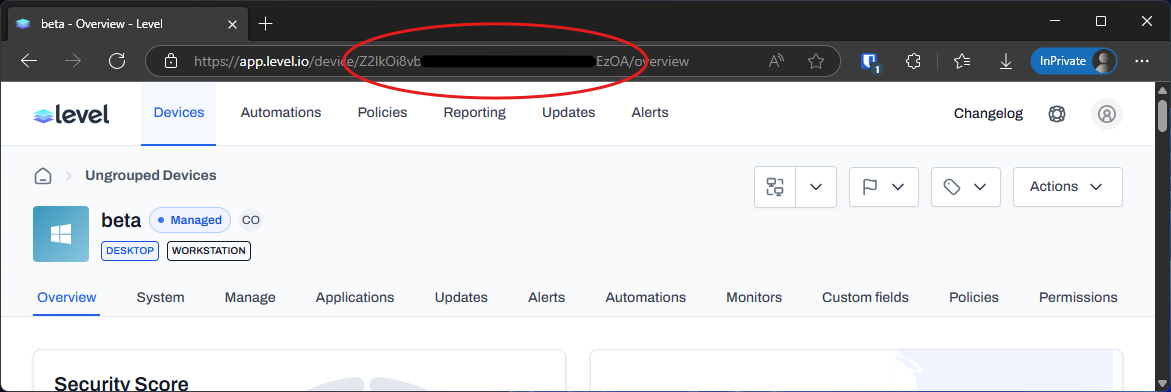 beta - Overview - Level
https://app.level.io/device/Z2lkOi8vb EzOA/overview
1
InPrivate
level
Devices
Automations
Policies
Reporting
Updates
Alerts
Changelog
Ungrouped Devices
Actions
beta
Managed
CO
DESKTOP
WORKSTATION
Overview
System
Manage
Applications
Updates
Alerts
Automations
Monitors
Custom fields
Policies
Permissions
Security Score